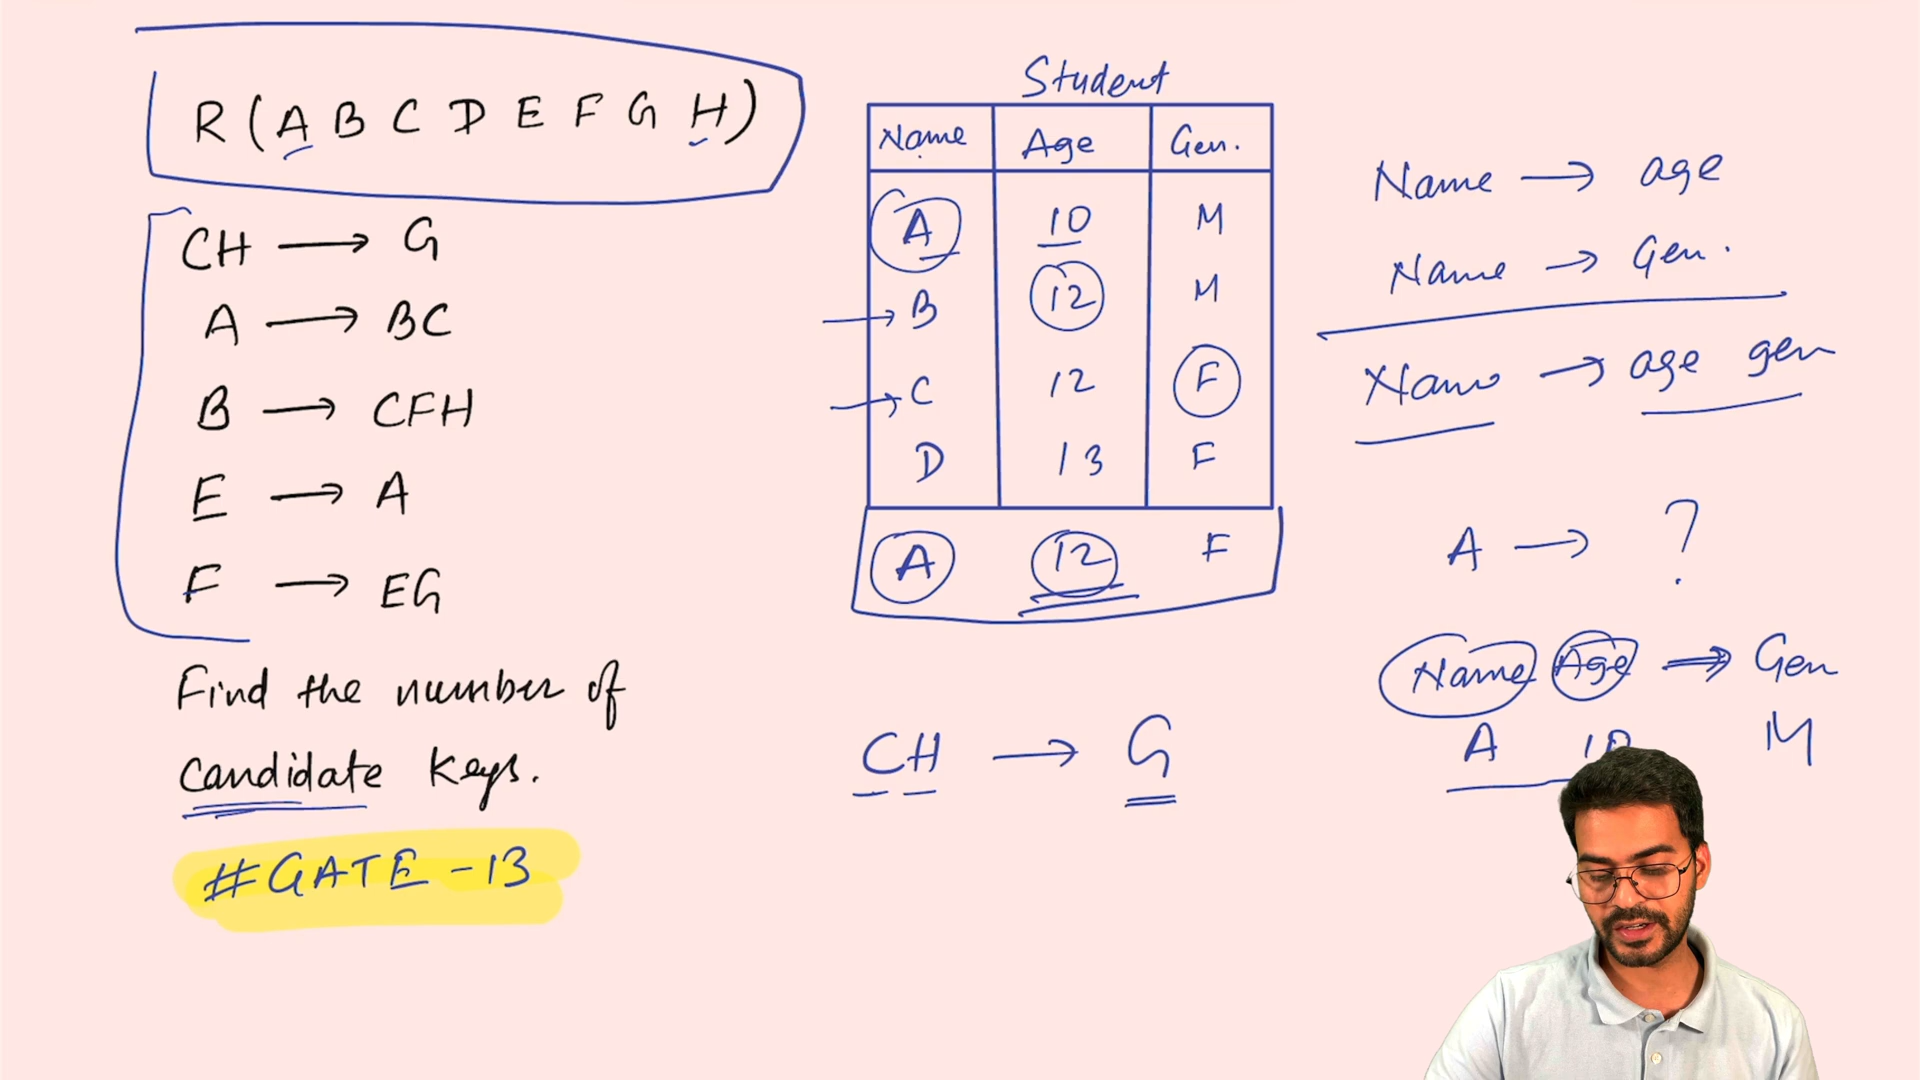 R ( A B C D E F G H )
CH → G
A → BC
B → CFH
E → A
F → EG
Find the number of
candidate keys.
#GATE - 13
Student
Name Age Gen.
A 10 M
B 12 M
C 12 F
D 13 F
A 12 F
CH → G
Name → age
Name → Gen.
Name → age gen
A → ?
Name Age → Gen
A 10 M